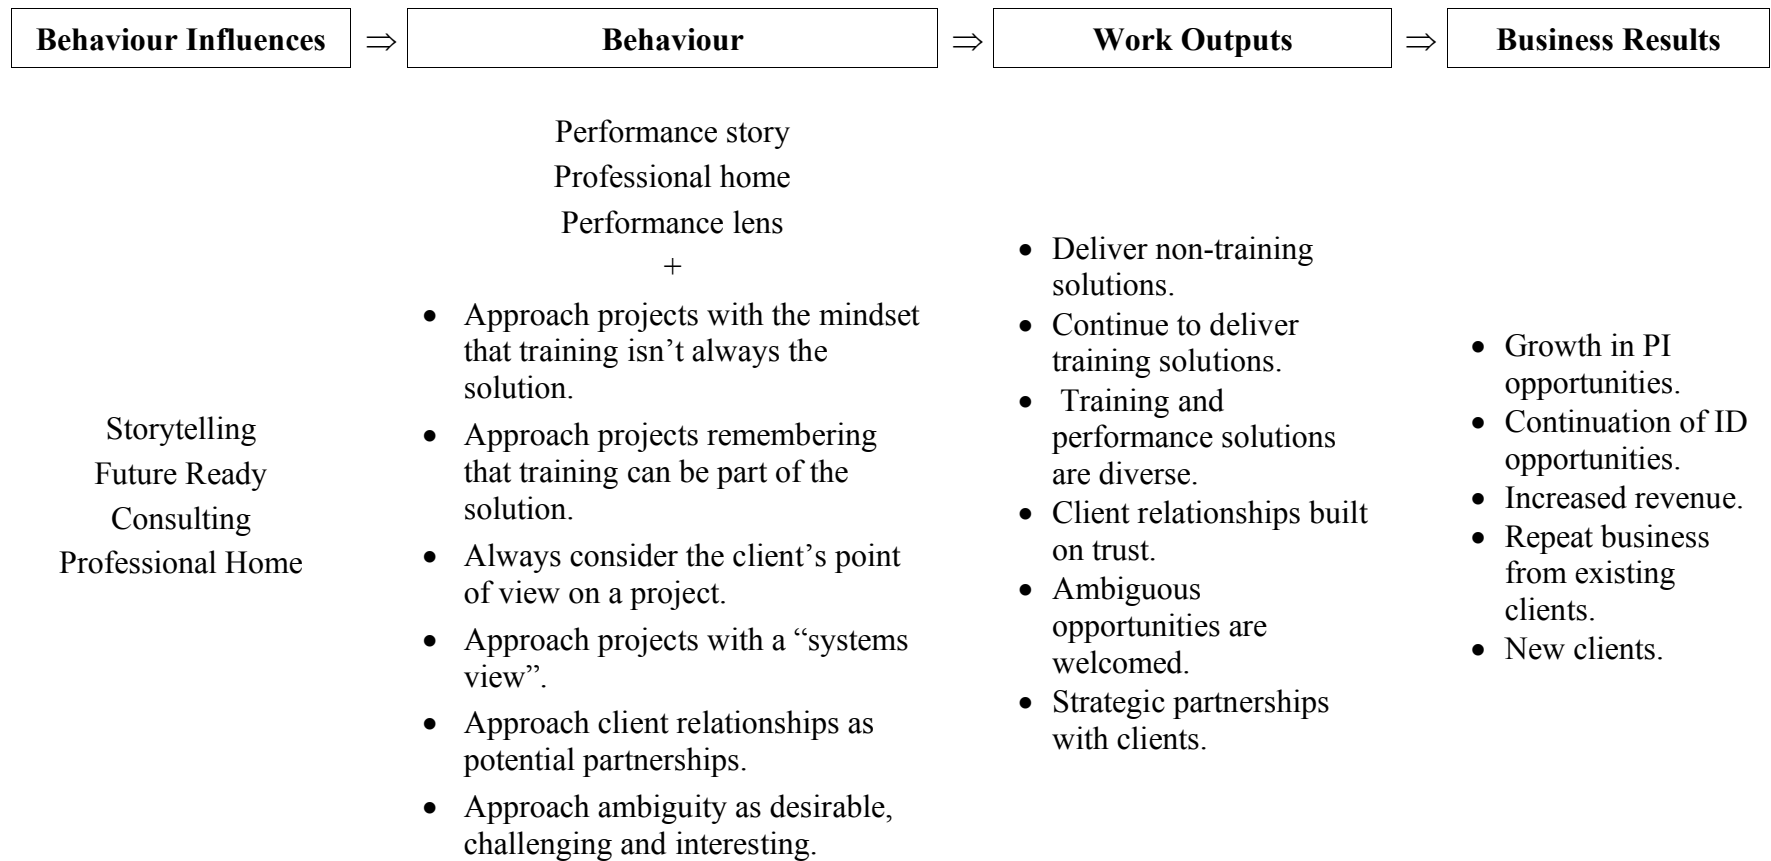 Behaviour Influences ⇒ Behaviour ⇒ Work Outputs ⇒ Business Results
Storytelling
Future Ready
Consulting
Professional Home
Performance story
Professional home
Performance lens
+
• Approach projects with the mindset
that training isn’t always the
solution.
• Approach projects remembering
that training can be part of the
solution.
• Always consider the client’s point
of view on a project.
• Approach projects with a “systems
view”.
• Approach client relationships as
potential partnerships.
• Approach ambiguity as desirable,
challenging and interesting.
• Deliver non-training
solutions.
• Continue to deliver
training solutions.
• Training and
performance solutions
are diverse.
• Client relationships built
on trust.
• Ambiguous
opportunities are
welcomed.
• Strategic partnerships
with clients.
• Growth in PI
opportunities.
• Continuation of ID
opportunities.
• Increased revenue.
• Repeat business
from existing
clients.
• New clients.